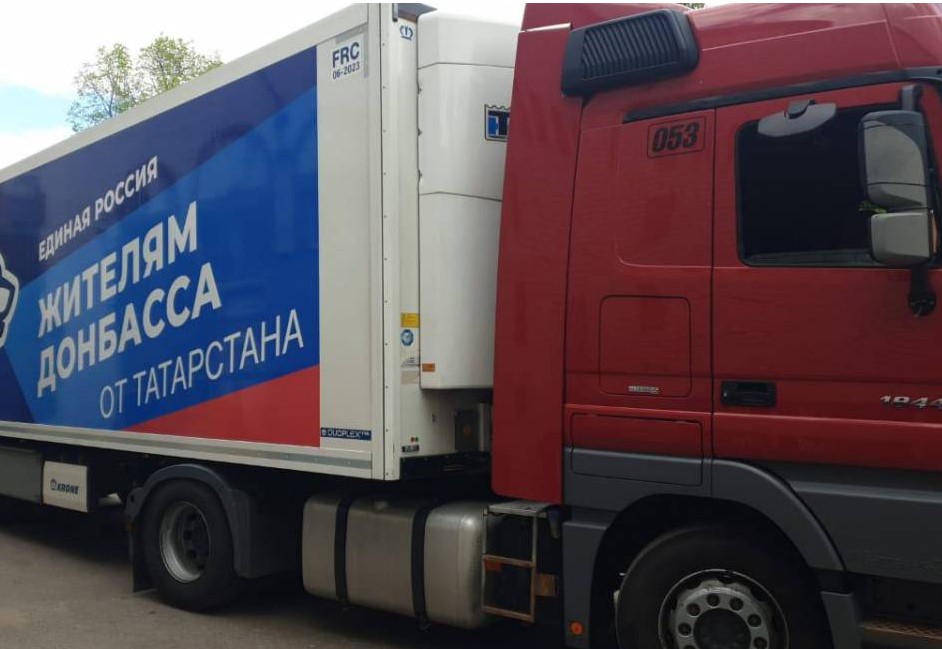 FRC
06-2023
ЕДИНАЯ РОССИЯ
ЖИТЕЛЯМ
ДОНБАССА
ОТ ТАТАРСТАНА
DUOPLEX
KRONE
053
1844